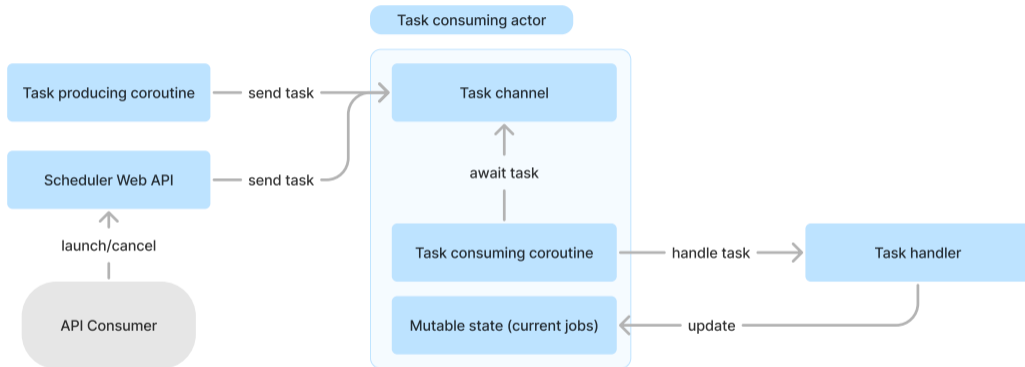 Task consuming actor
Task producing coroutine
send task
Task channel
Scheduler Web API
send task
await task
launch/cancel
Task consuming coroutine
handle task
Task handler
API Consumer
Mutable state (current jobs)
update